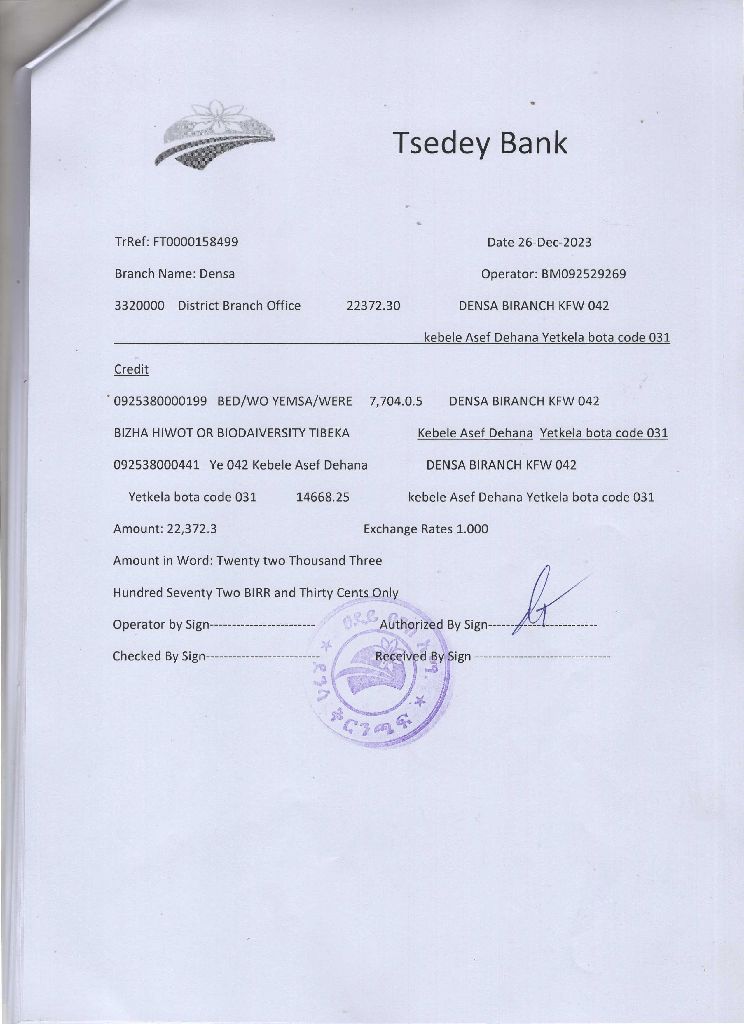 Tsedey Bank
TrRef: FT0000158499 Date 26-Dec-2023
Branch Name: Densa Operator: BM092529269
3320000 District Branch Office 22372.30 DENSA BIRANCH KFW 042
kebele Asef Dehana Yetkela bota code 031
Credit
0925380000199 BED/WO YEMSA/WERE 7,704.0.5 DENSA BIRANCH KFW 042
BIZHA HIWOT OR BIODAIVERSITY TIBEKA Kebele Asef Dehana Yetkela bota code 031
092538000441 Ye 042 Kebele Asef Dehana DENSA BIRANCH KFW 042
Yetkela bota code 031 14668.25 kebele Asef Dehana Yetkela bota code 031
Amount: 22,372.3 Exchange Rates 1.000
Amount in Word: Twenty two Thousand Three
Hundred Seventy Two BIRR and Thirty Cents Only
Operator by Sign----------------------- Authorized By Sign------------------------
Checked By Sign------------------------- Received By Sign ------------------------------
ፀደይ ባንክ አ.ማ.
ደንሳ ቅርንጫፍ